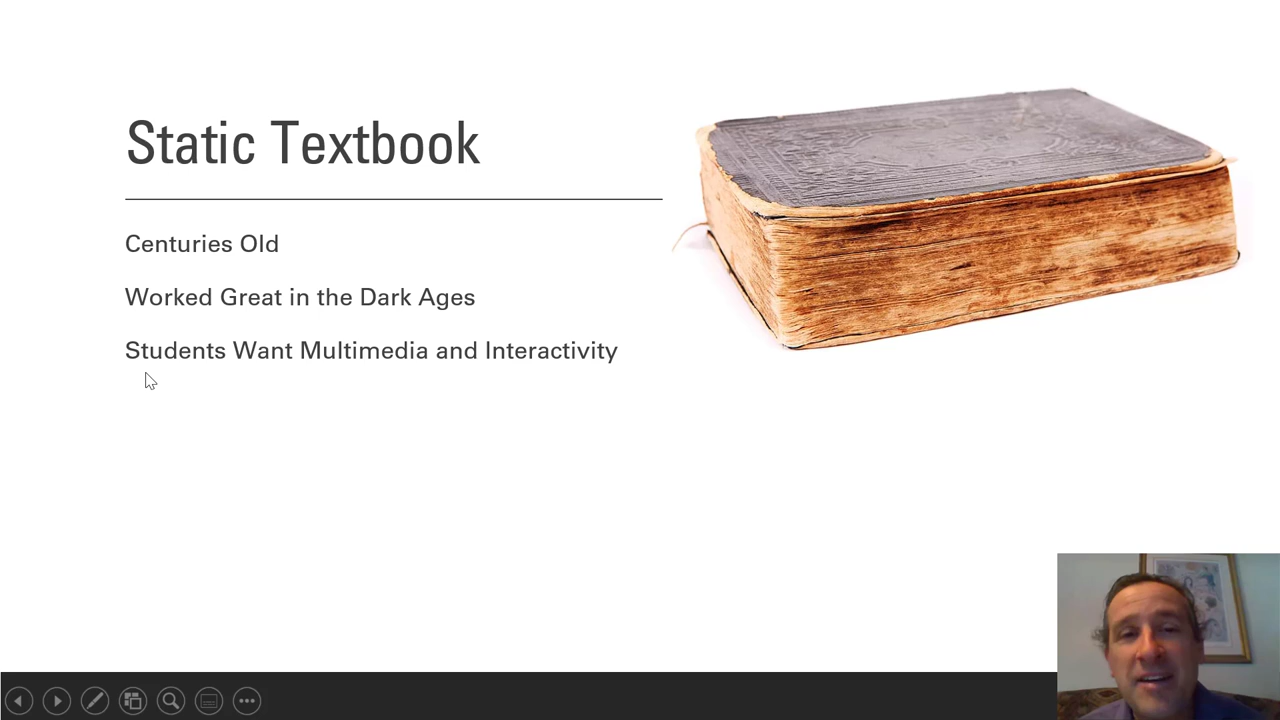 Static Textbook
Centuries Old
Worked Great in the Dark Ages
Students Want Multimedia and Interactivity